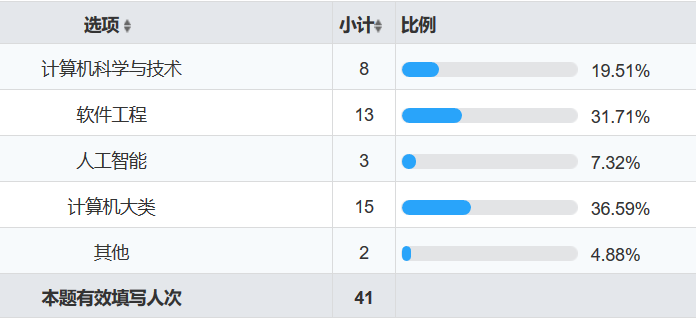 选项 小计 比例
计算机科学与技术 8 19.51%
软件工程 13 31.71%
人工智能 3 7.32%
计算机大类 15 36.59%
其他 2 4.88%
本题有效填写人次 41